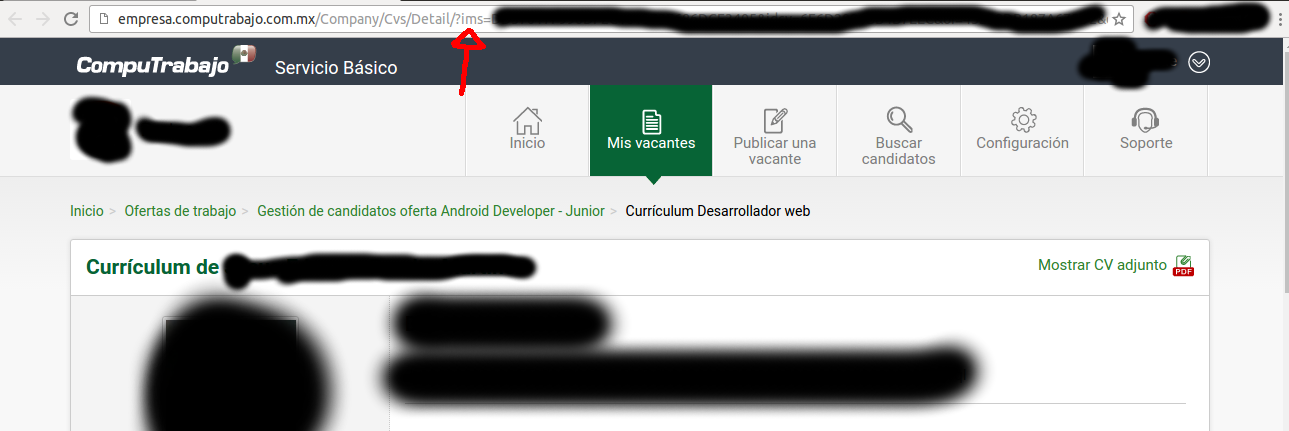 empresa.computrabajo.com.mx/Company/Cvs/Detail/?ims=
CompuTrabajo Servicio Básico
Inicio
Mis vacantes
Publicar una vacante
Buscar candidatos
Configuración
Soporte
Inicio > Ofertas de trabajo > Gestión de candidatos oferta Android Developer - Junior > Currículum Desarrollador web
Currículum de
Mostrar CV adjunto PDF